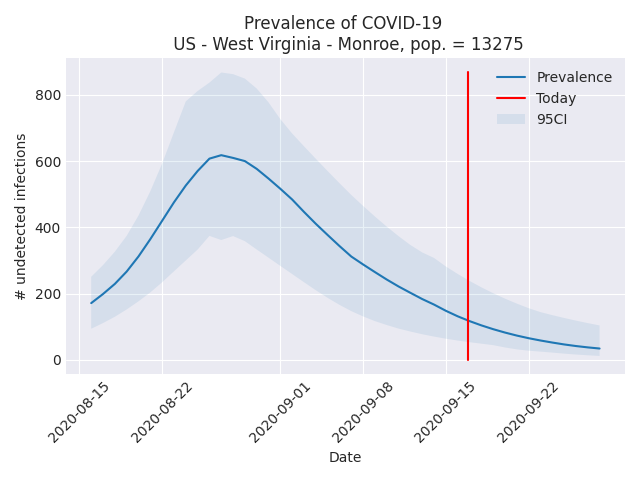 Prevalence of COVID-19
US - West Virginia - Monroe, pop. = 13275
Prevalence
Today
95CI
# undetected infections
800
600
400
200
0
2020-08-15
2020-08-22
2020-09-01
2020-09-08
2020-09-15
2020-09-22
Date